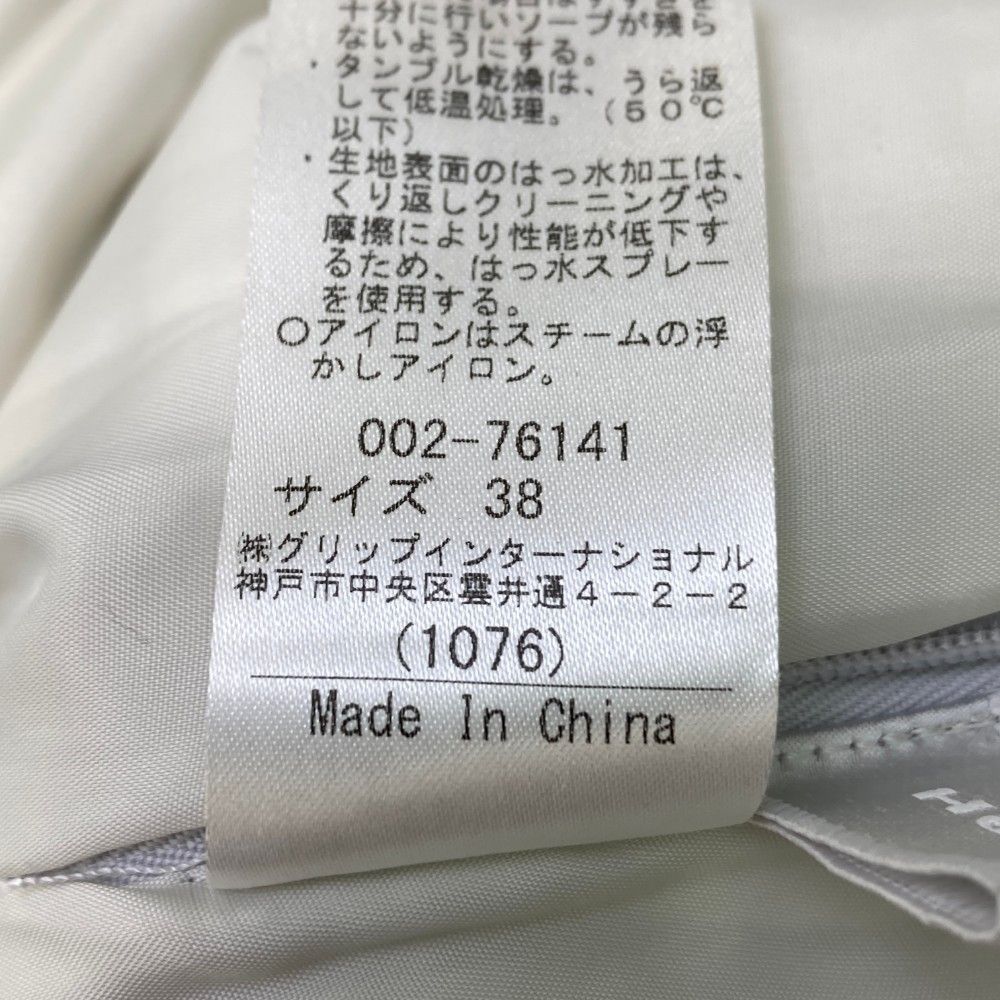 十分に行いソープが残ら
ないようにする。
・タンブル乾燥は、うら返
して低温処理。（50℃
以下）
・生地表面のはっ水加工は、
くり返しクリーニングや
摩擦により性能が低下す
るため、はっ水スプレー
を使用する。
○アイロンはスチームの浮
かしアイロン。
002-76141
サイズ 38
㈱グリップインターナショナル
神戸市中央区雲井通4-2-2
(1076)
Made In China